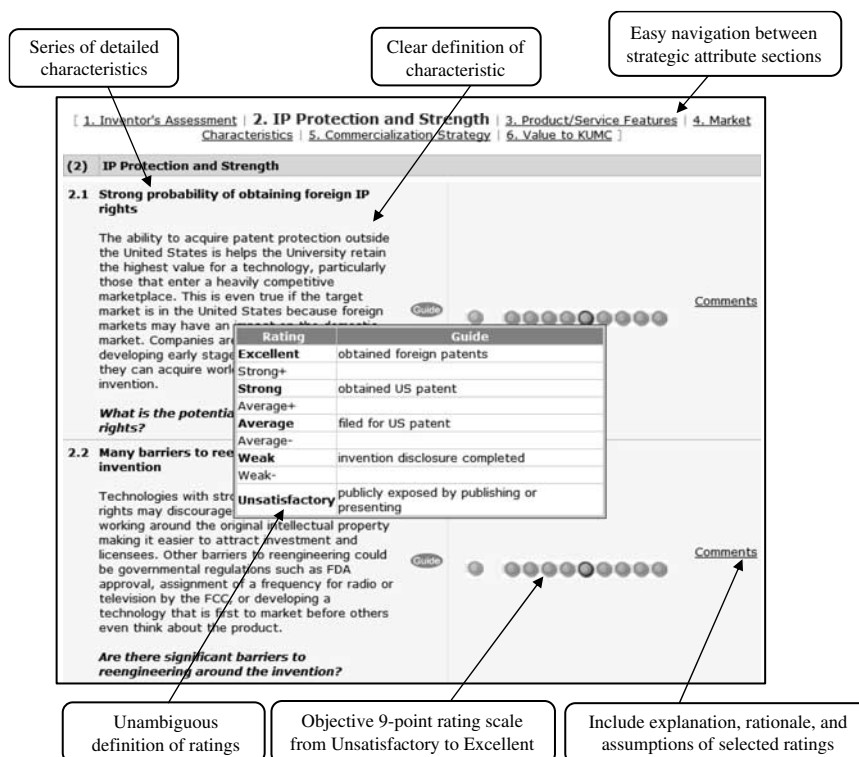 Series of detailed
characteristics
Clear definition of
characteristic
Easy navigation between
strategic attribute sections
[ 1. Inventor's Assessment | 2. IP Protection and Strength | 3. Product/Service Features | 4. Market
Characteristics | 5. Commercialization Strategy | 6. Value to KUMC ]
(2) IP Protection and Strength
2.1 Strong probability of obtaining foreign IP
rights
The ability to acquire patent protection outside
the United States is helps the University retain
the highest value for a technology, particularly
those that enter a heavily competitive
marketplace. This is even true if the target
market is in the United States because foreign
markets may have an
market. Companies are
developing early stage
they can acquire
invention.
What is the
rights?
Guide
Comments
Rating Guide
Excellent obtained foreign patents
Strong+
Strong obtained US patent
Average+
Average filed for US patent
Average-
Weak invention disclosure completed
Weak-
Unsatisfactory publicly exposed by publishing or
presenting
2.2 Many barriers to
invention
Technologies with
rights may
working around the original intellectual property
making it easier to attract investment and
licensees. Other barriers to reengineering could
be governmental regulations such as FDA
approval, assignment of a frequency for radio or
television by the FCC, or developing a
technology that is first to market before others
even think about the product.
Are there significant barriers to
reengineering around the invention?
Guide
Comments
Unambiguous
definition of ratings
Objective 9-point rating scale
from Unsatisfactory to Excellent
Include explanation, rationale, and
assumptions of selected ratings